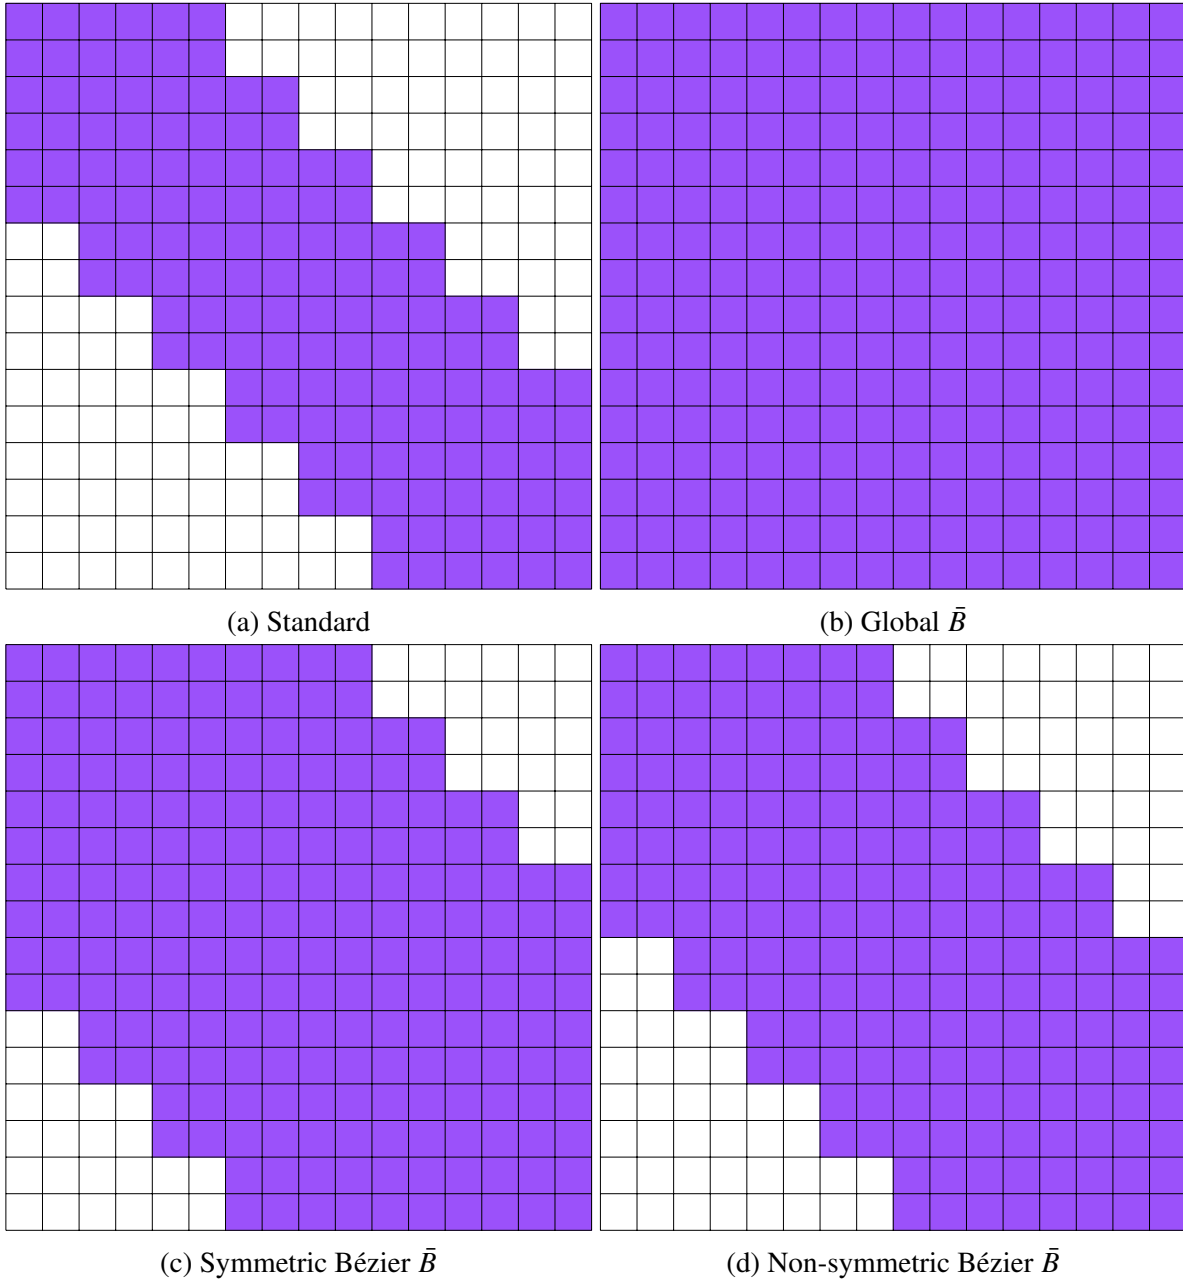 (a) Standard
(b) Global B̄
(c) Symmetric Bézier B̄
(d) Non-symmetric Bézier B̄